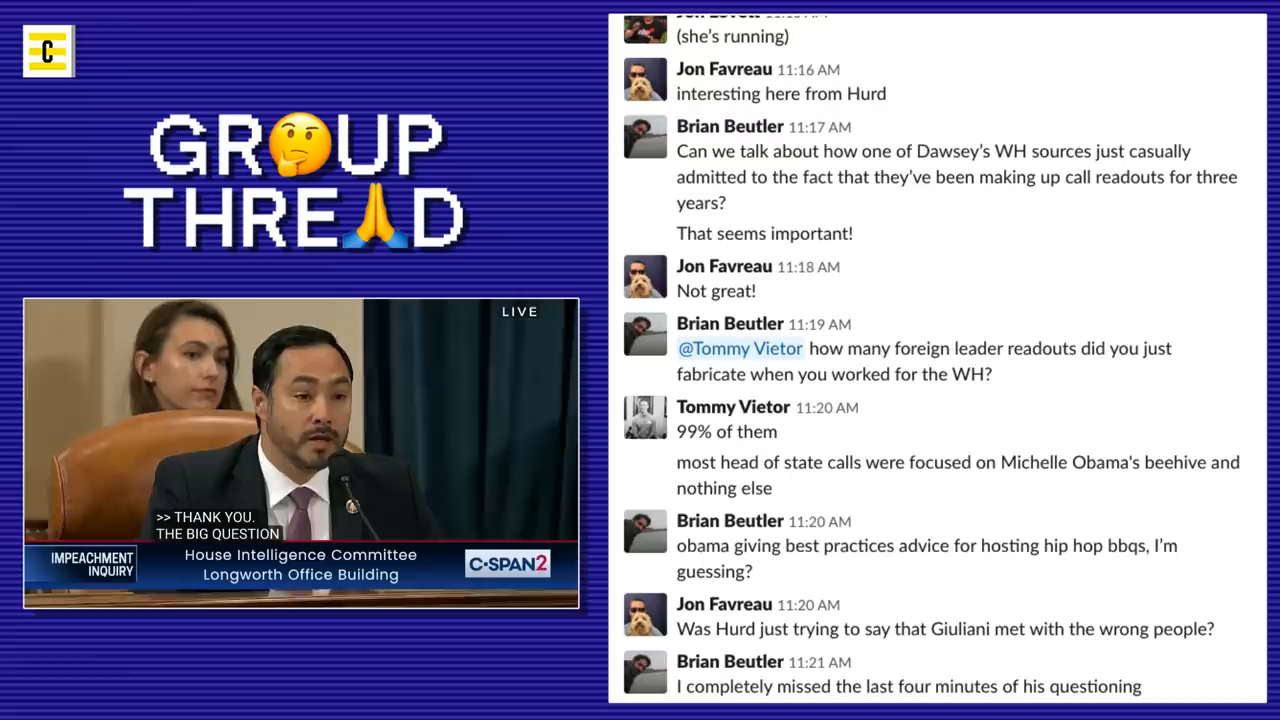 C
GR🤔UP
THRE🙏D
LIVE
>> THANK YOU.
THE BIG QUESTION
IMPEACHMENT
INQUIRY
House Intelligence Committee
Longworth Office Building
C-SPAN2
(she's running)
Jon Favreau 11:16 AM
interesting here from Hurd
Brian Beutler 11:17 AM
Can we talk about how one of Dawsey's WH sources just casually
admitted to the fact that they've been making up call readouts for three
years?
That seems important!
Jon Favreau 11:18 AM
Not great!
Brian Beutler 11:19 AM
@Tommy Vietor how many foreign leader readouts did you just
fabricate when you worked for the WH?
Tommy Vietor 11:20 AM
99% of them
most head of state calls were focused on Michelle Obama's beehive and
nothing else
Brian Beutler 11:20 AM
obama giving best practices advice for hosting hip hop bbqs, I'm
guessing?
Jon Favreau 11:20 AM
Was Hurd just trying to say that Giuliani met with the wrong people?
Brian Beutler 11:21 AM
I completely missed the last four minutes of his questioning